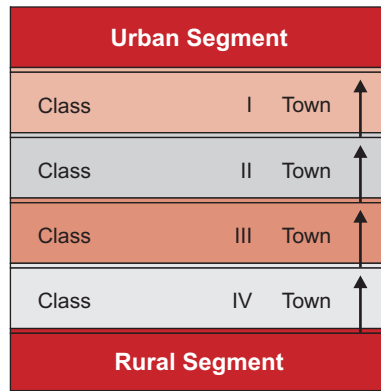 Urban Segment
Class I Town
Class II Town
Class III Town
Class IV Town
Rural Segment